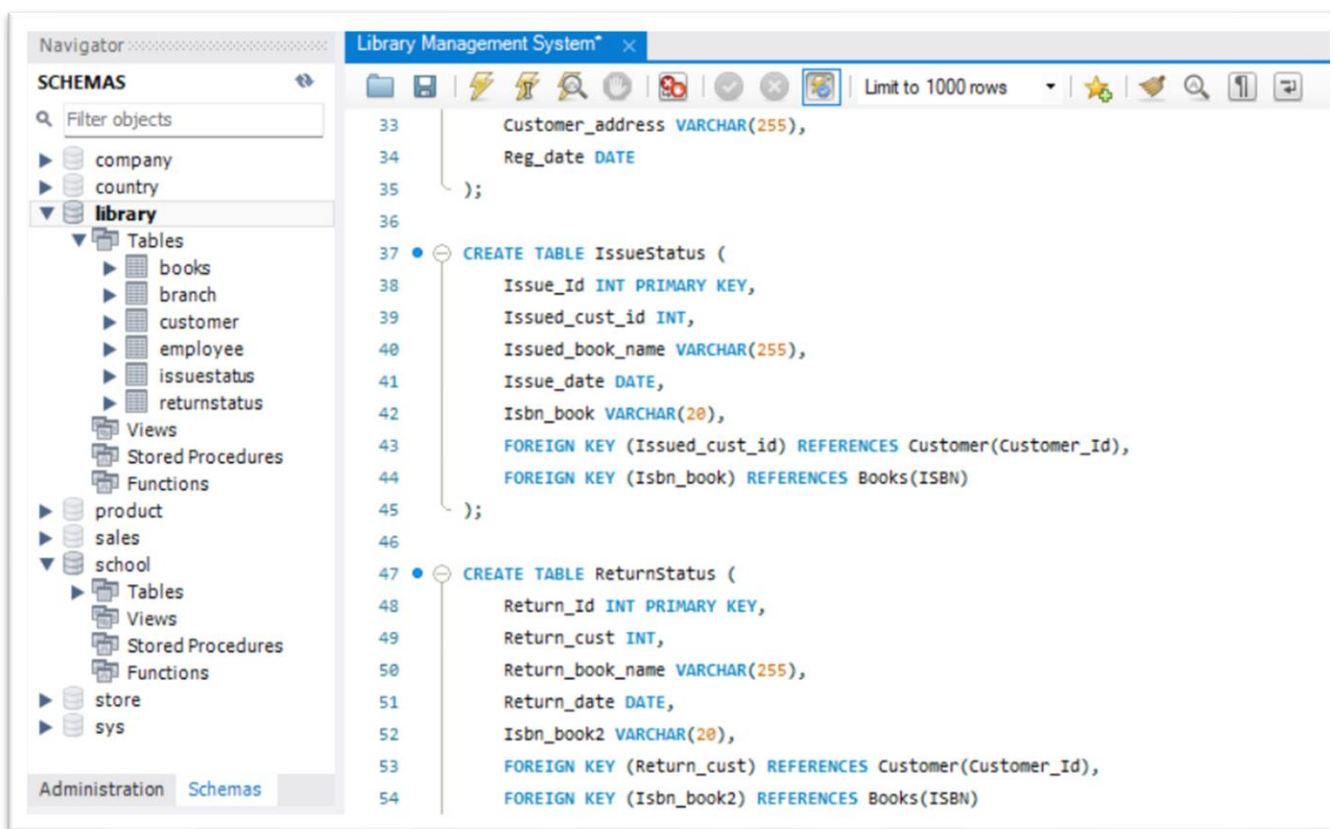 Navigator
SCHEMAS
Filter objects
company
country
library
Tables
books
branch
customer
employee
issuestatus
returnstatus
Views
Stored Procedures
Functions
product
sales
school
Tables
Views
Stored Procedures
Functions
store
sys
Administration Schemas
Library Management System*
Limit to 1000 rows
33 Customer_address VARCHAR(255),
34 Reg_date DATE
35 );
36
37 CREATE TABLE IssueStatus (
38 Issue_Id INT PRIMARY KEY,
39 Issued_cust_id INT,
40 Issued_book_name VARCHAR(255),
41 Issue_date DATE,
42 Isbn_book VARCHAR(20),
43 FOREIGN KEY (Issued_cust_id) REFERENCES Customer(Customer_Id),
44 FOREIGN KEY (Isbn_book) REFERENCES Books(ISBN)
45 );
46
47 CREATE TABLE ReturnStatus (
48 Return_Id INT PRIMARY KEY,
49 Return_cust INT,
50 Return_book_name VARCHAR(255),
51 Return_date DATE,
52 Isbn_book2 VARCHAR(20),
53 FOREIGN KEY (Return_cust) REFERENCES Customer(Customer_Id),
54 FOREIGN KEY (Isbn_book2) REFERENCES Books(ISBN)